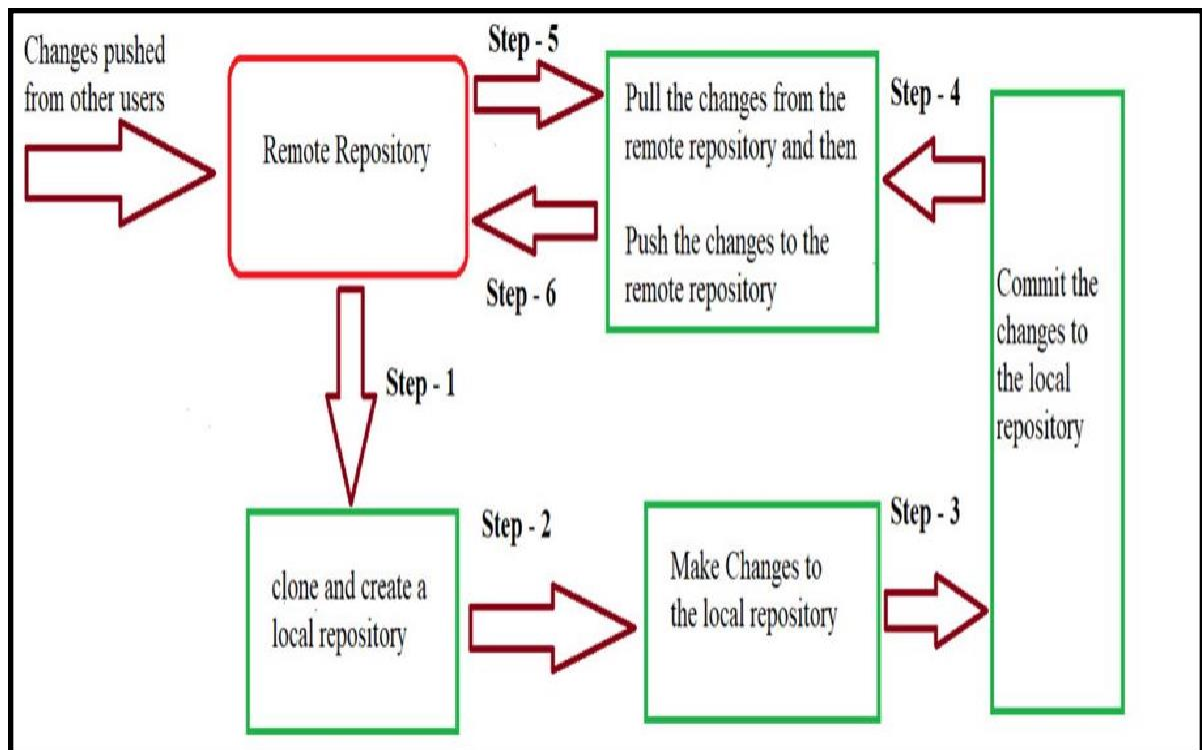 Changes pushed
from other users
Remote Repository
Step - 5
Step - 6
Pull the changes from the
remote repository and then
Push the changes to the
remote repository
Step - 4
Commit the
changes to
the local
repository
Step - 1
clone and create a
local repository
Step - 2
Make Changes to
the local repository
Step - 3